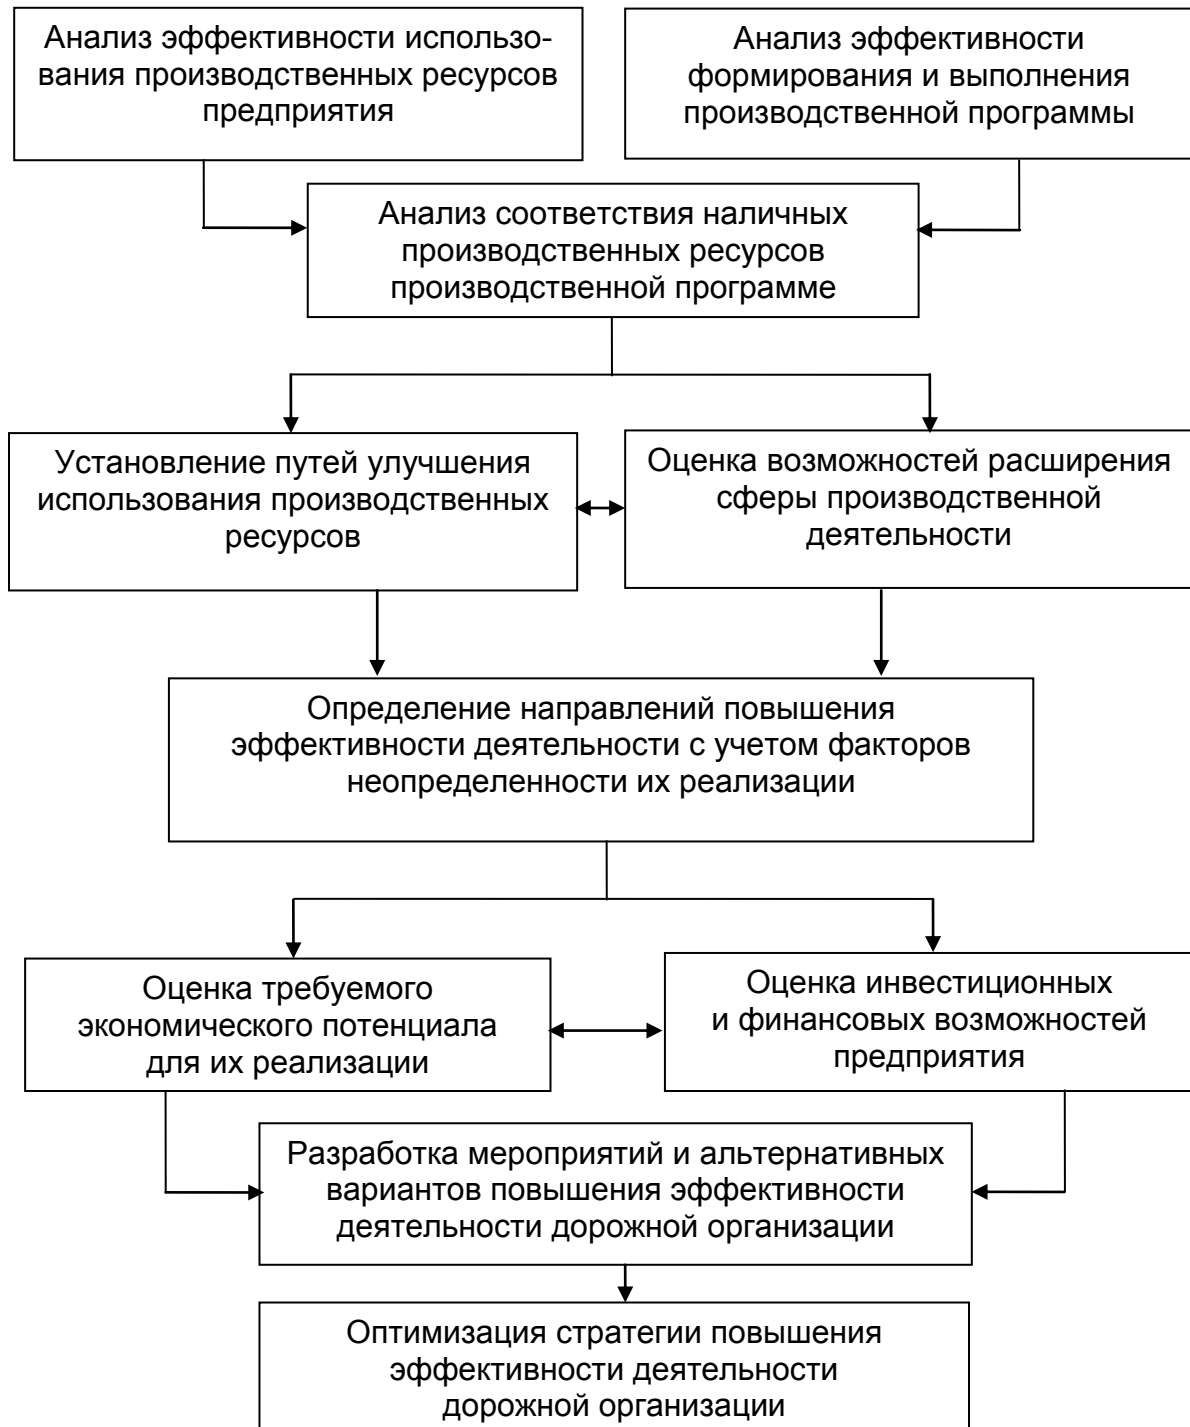 Анализ эффективности использо-
вания производственных ресурсов
предприятия
Анализ эффективности
формирования и выполнения
производственной программы
Анализ соответствия наличных
производственных ресурсов
производственной программе
Установление путей улучшения
использования производственных
ресурсов
Оценка возможностей расширения
сферы производственной
деятельности
Определение направлений повышения
эффективности деятельности с учетом факторов
неопределенности их реализации
Оценка требуемого
экономического потенциала
для их реализации
Оценка инвестиционных
и финансовых возможностей
предприятия
Разработка мероприятий и альтернативных
вариантов повышения эффективности
деятельности дорожной организации
Оптимизация стратегии повышения
эффективности деятельности
дорожной организации